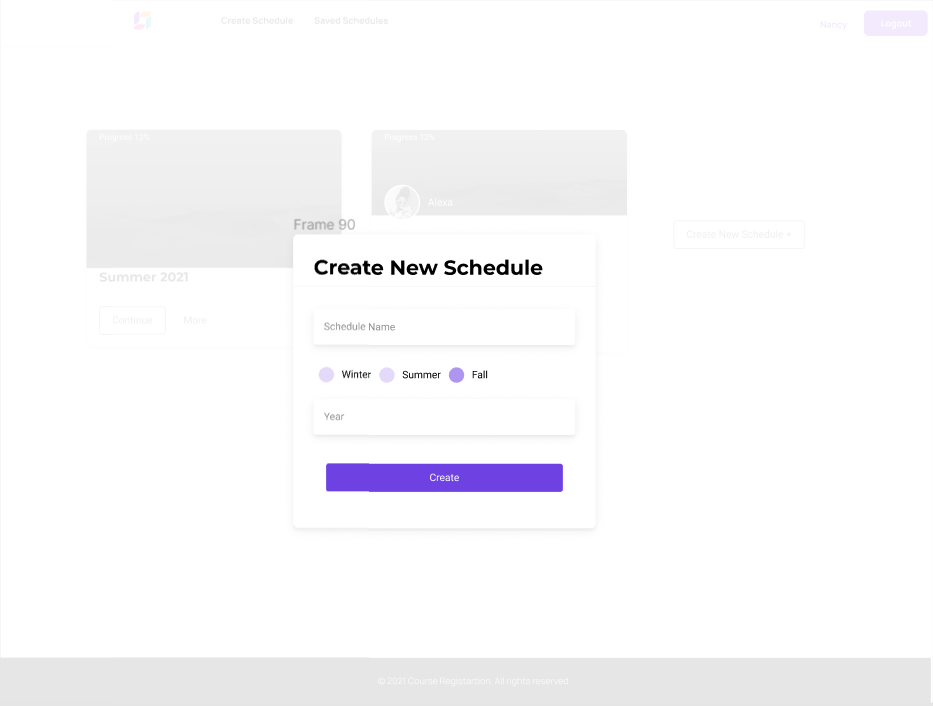 Create Schedule Saved Schedules
Nancy
Logout
Progress 12%
Progress 17%
Alexa
Frame 90
Create New Schedule +
Create New Schedule
Summer 2021
Continue More
Schedule Name
Winter Summer Fall
Year
Create
© 2021 Course Registartion. All rights reserved